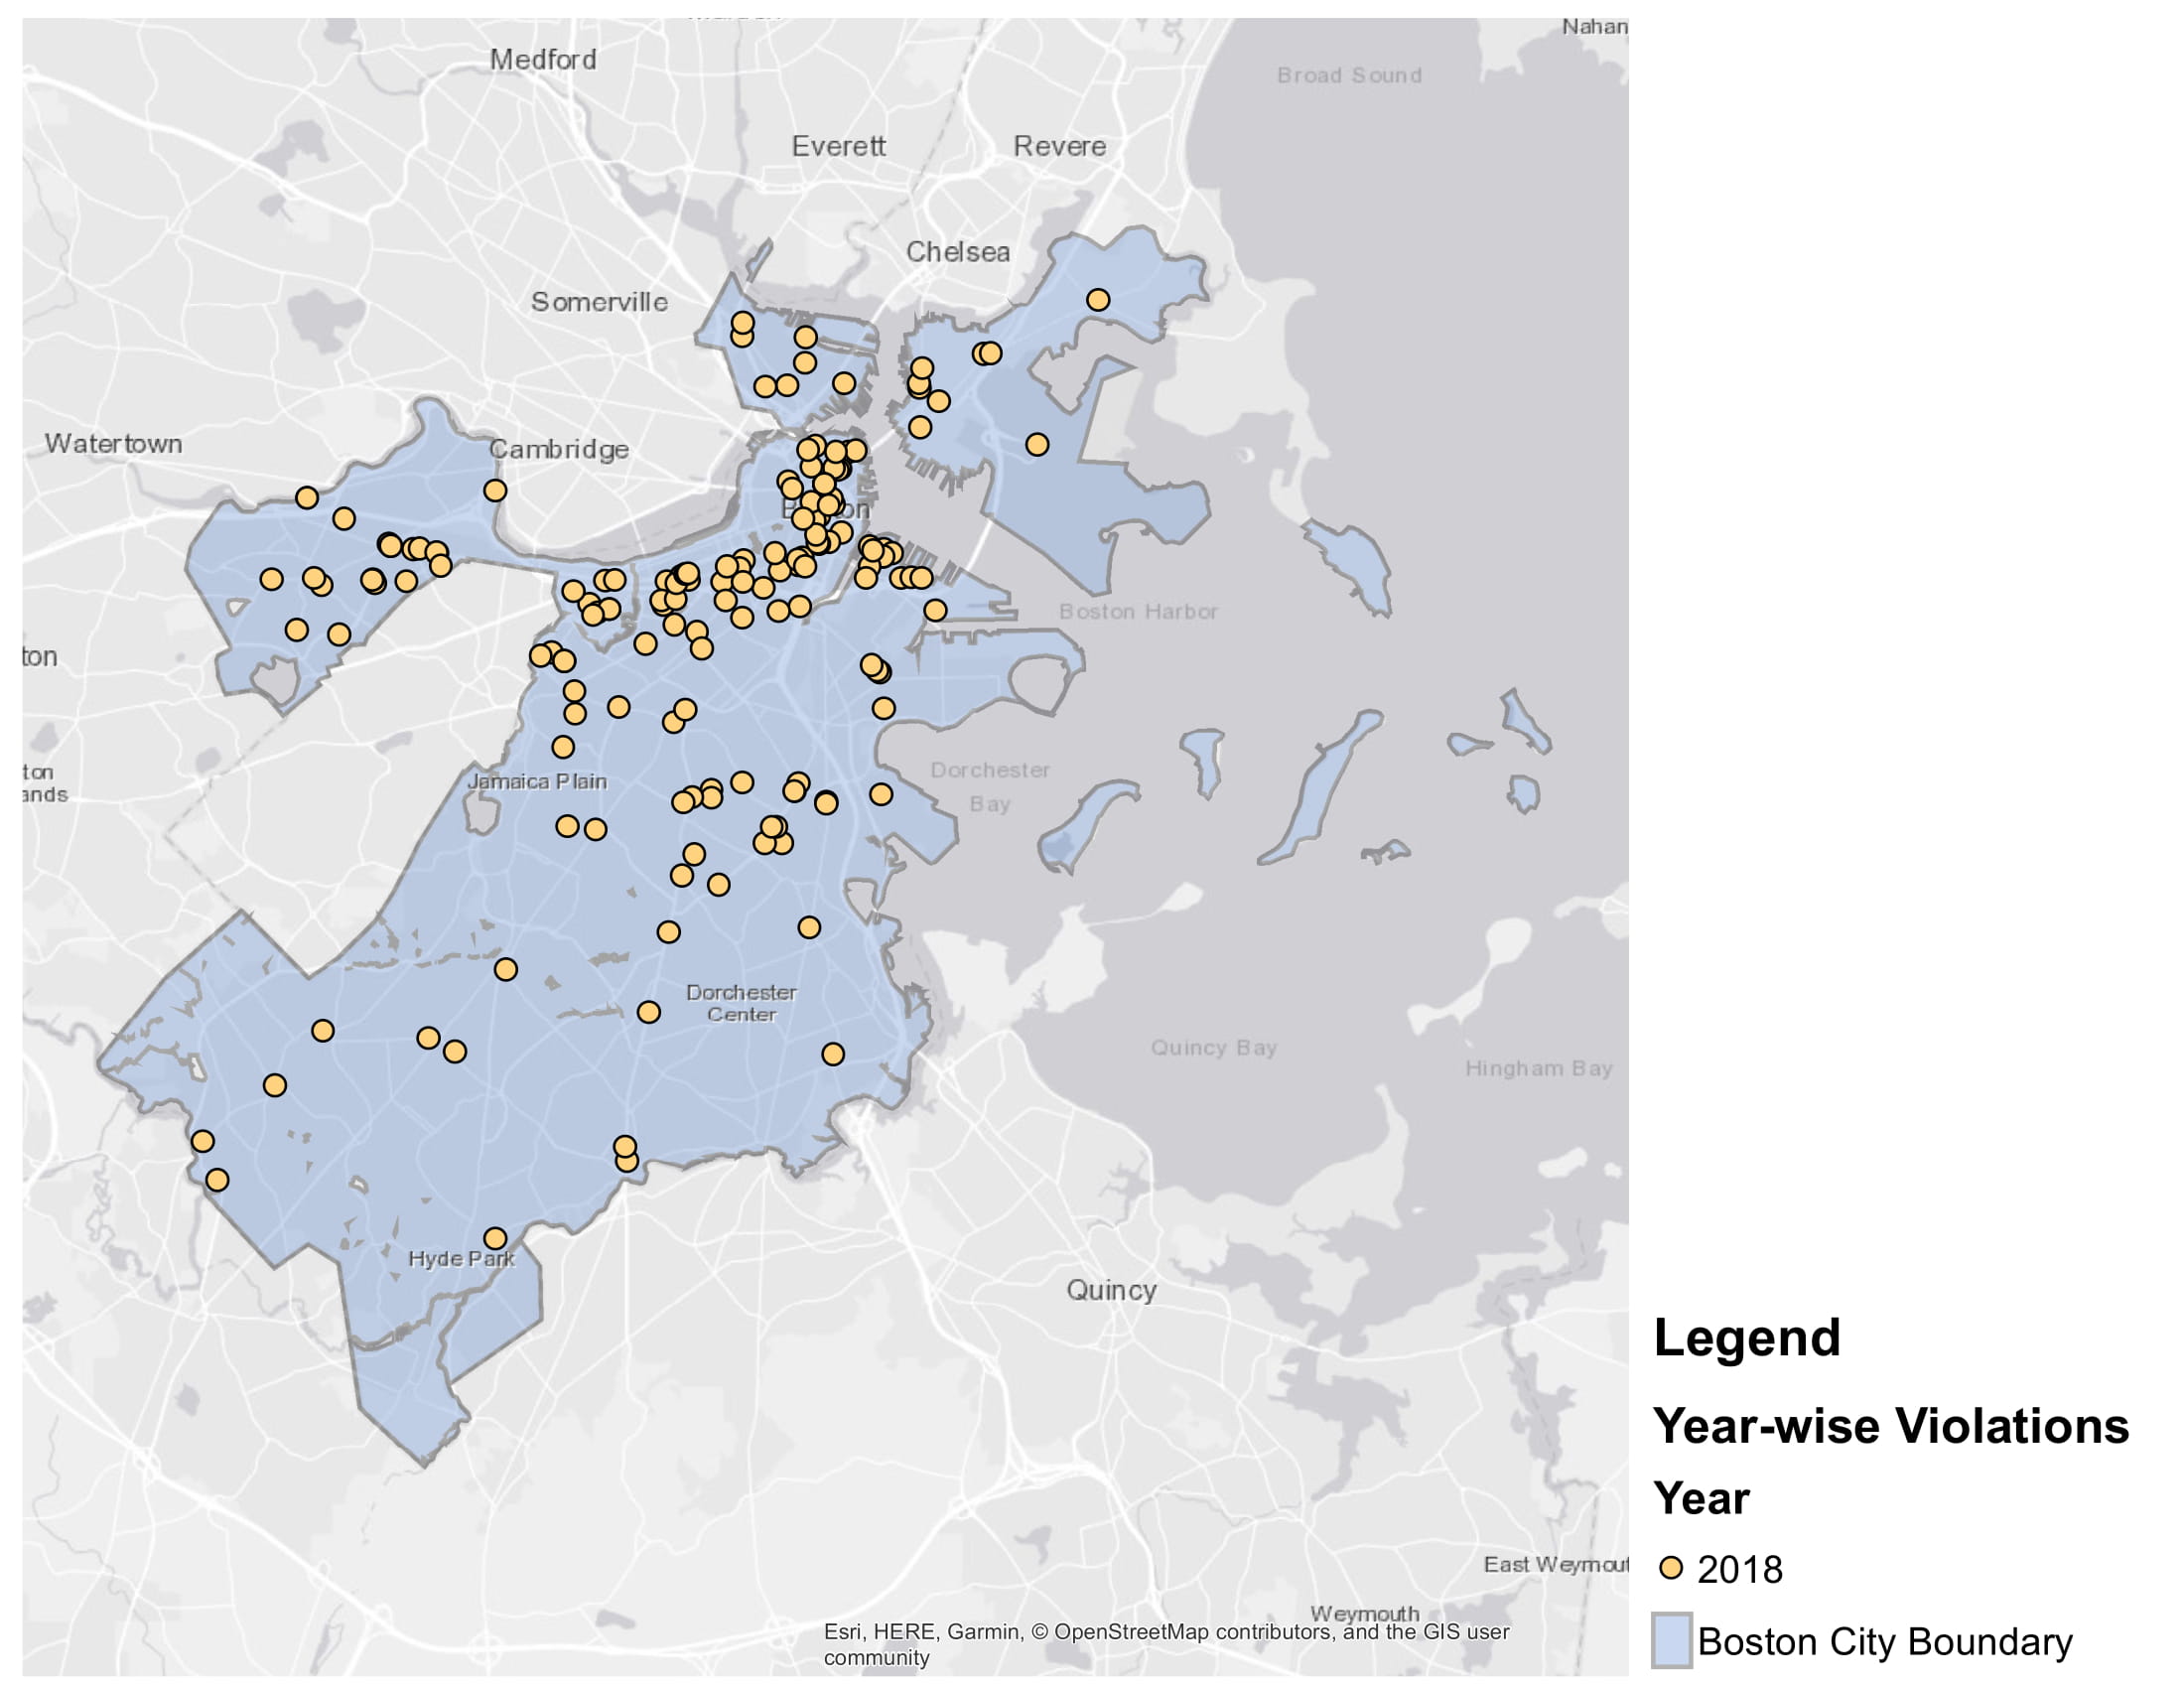 Nahan
Medford
Broad Sound
Everett
Revere
Chelsea
Somerville
Watertown
Cambridge
Boston Harbor
ton
Jamaica Plain
Dorchester
Bay
ton
ands
Dorchester
Center
Quincy Bay
Hingham Bay
Hyde Park
Quincy
East Weymout
Weymouth
Esri, HERE, Garmin, © OpenStreetMap contributors, and the GIS user
community
Legend
Year-wise Violations
Year
2018
Boston City Boundary